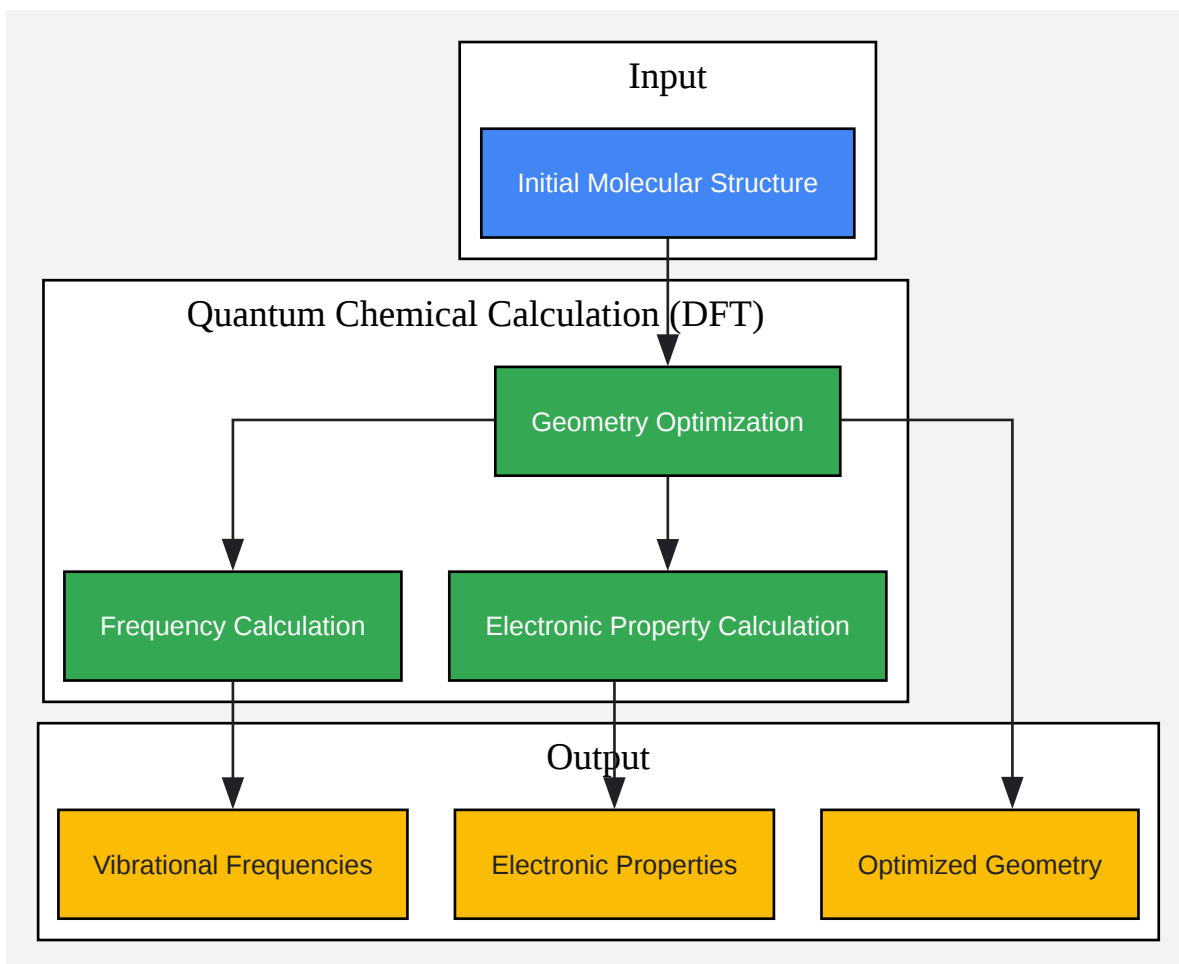 Input
Initial Molecular Structure
Quantum Chemical Calculation (DFT)
Geometry Optimization
Frequency Calculation
Electronic Property Calculation
Output
Vibrational Frequencies
Electronic Properties
Optimized Geometry